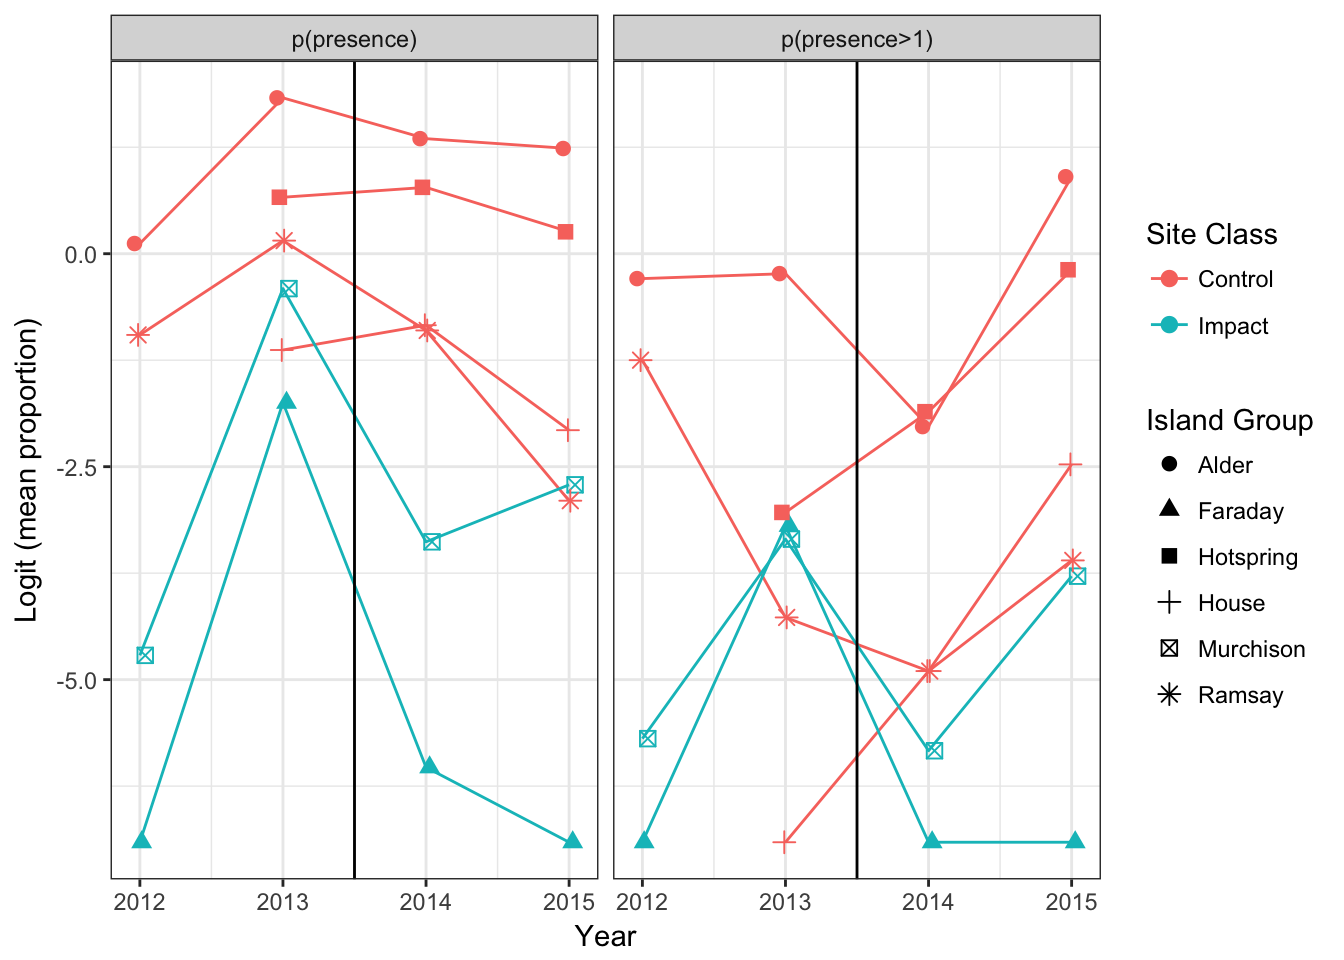 p(presence)
p(presence>1)
0.0
-2.5
-5.0
Logit (mean proportion)
2012
2013
2014
2015
2012
2013
2014
2015
Year
Site Class
Control
Impact
Island Group
Alder
Faraday
Hotspring
House
Murchison
Ramsay